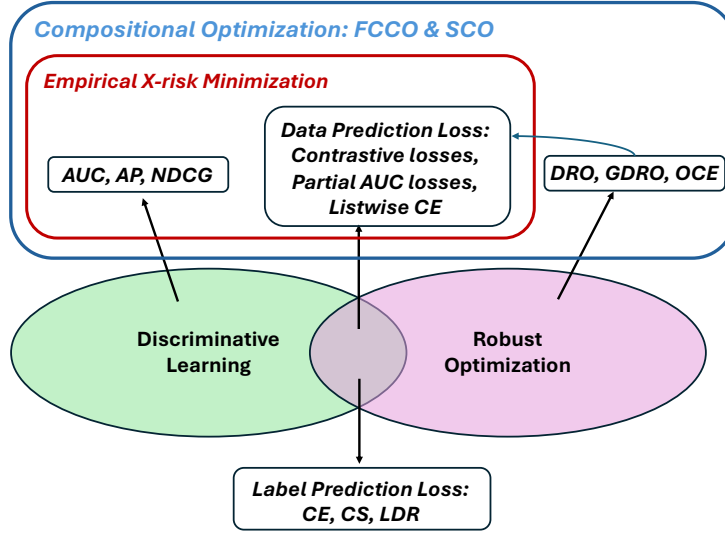 Compositional Optimization: FCCO & SCO
Empirical X-risk Minimization
AUC, AP, NDCG
Data Prediction Loss:
Contrastive losses,
Partial AUC losses,
Listwise CE
DRO, GDRO, OCE
Discriminative
Learning
Robust
Optimization
Label Prediction Loss:
CE, CS, LDR